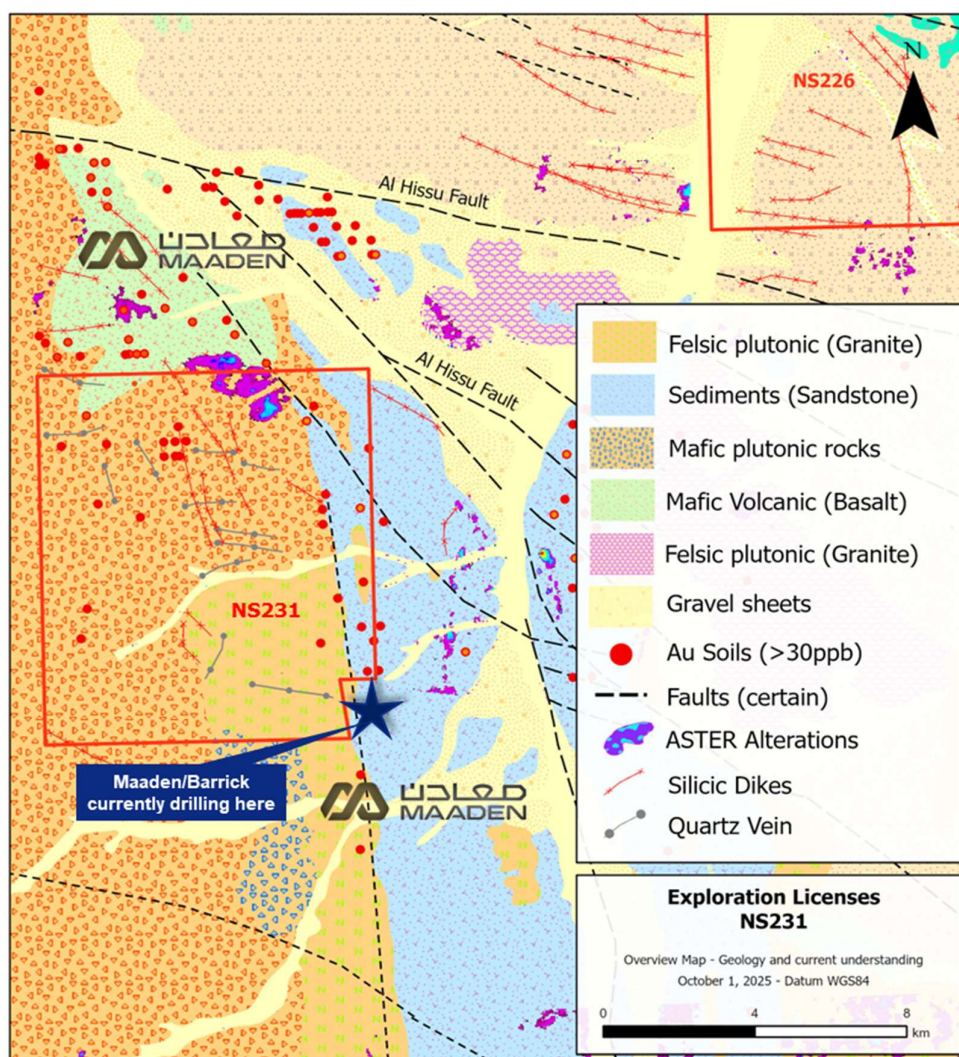 N
NS226
Al Hissu Fault
معادن
MAADEN
Al Hissu Fault
NS231
Maaden/Barrick
currently drilling here
معادن
MAADEN
Felsic plutonic (Granite)
Sediments (Sandstone)
Mafic plutonic rocks
Mafic Volcanic (Basalt)
Felsic plutonic (Granite)
Gravel sheets
Au Soils (>30ppb)
Faults (certain)
ASTER Alterations
Silicic Dikes
Quartz Vein
Exploration Licenses
NS231
Overview Map - Geology and current understanding
October 1, 2025 - Datum WGS84
0 4 8
km